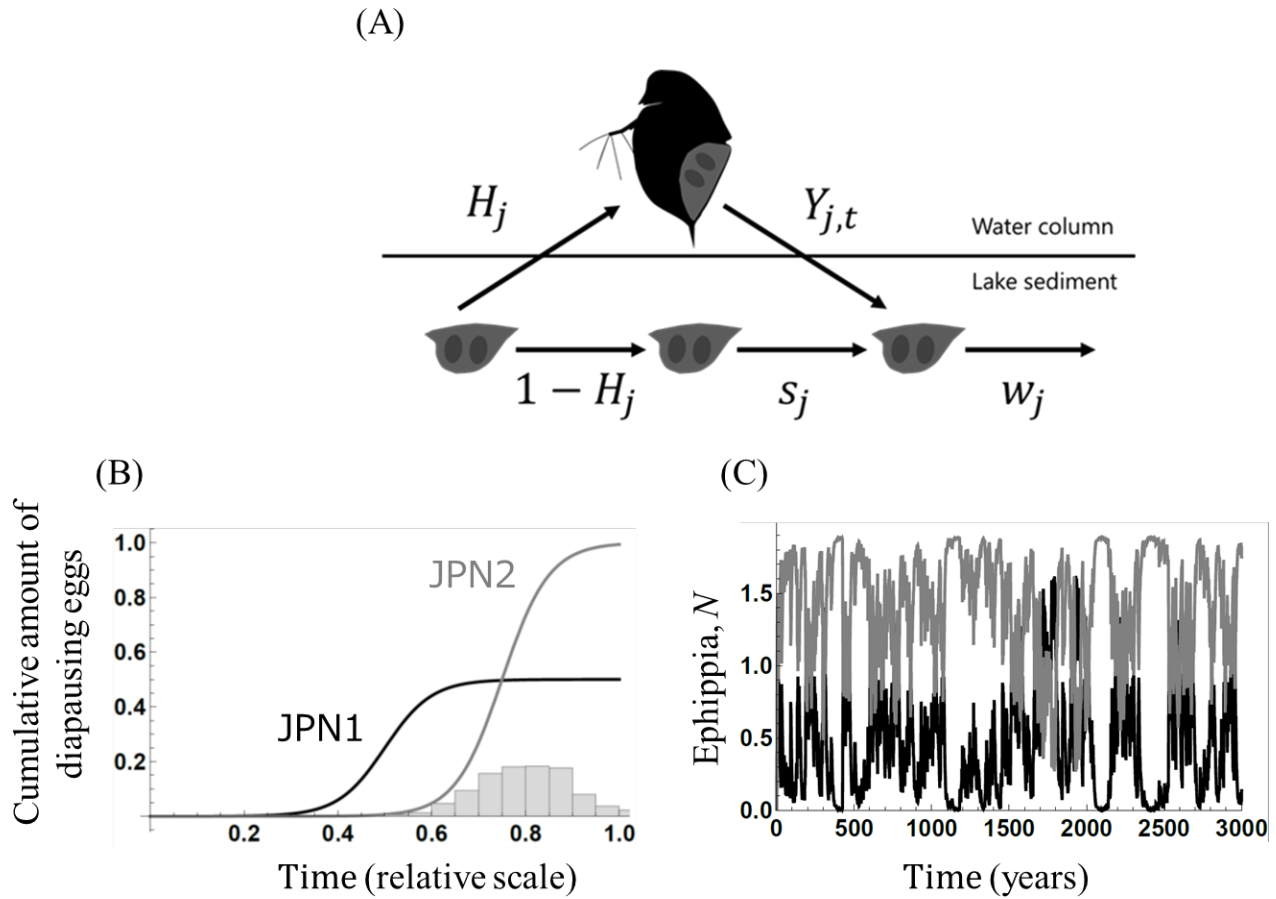 (A)
H_j
Y_{j,t}
Water column
Lake sediment
1 − H_j
s_j
w_j
(B)
Cumulative amount of
diapausing eggs
1.0
0.8
0.6
0.4
0.2
JPN2
JPN1
0.2 0.4 0.6 0.8 1.0
Time (relative scale)
(C)
Ephippia, N
1.5
1.0
0.5
0.0
0 500 1000 1500 2000 2500 3000
Time (years)